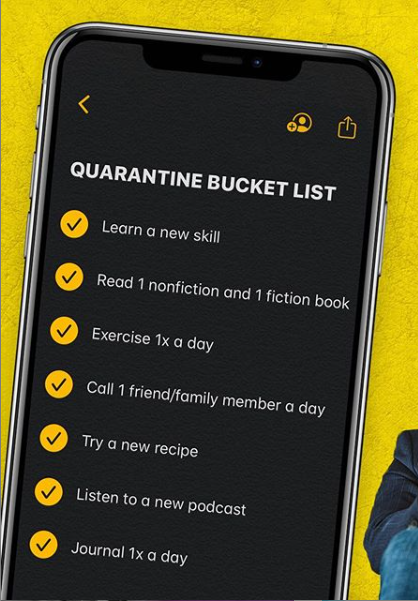 QUARANTINE BUCKET LIST
Learn a new skill
Read 1 nonfiction and 1 fiction book
Exercise 1x a day
Call 1 friend/family member a day
Try a new recipe
Listen to a new podcast
Journal 1x a day